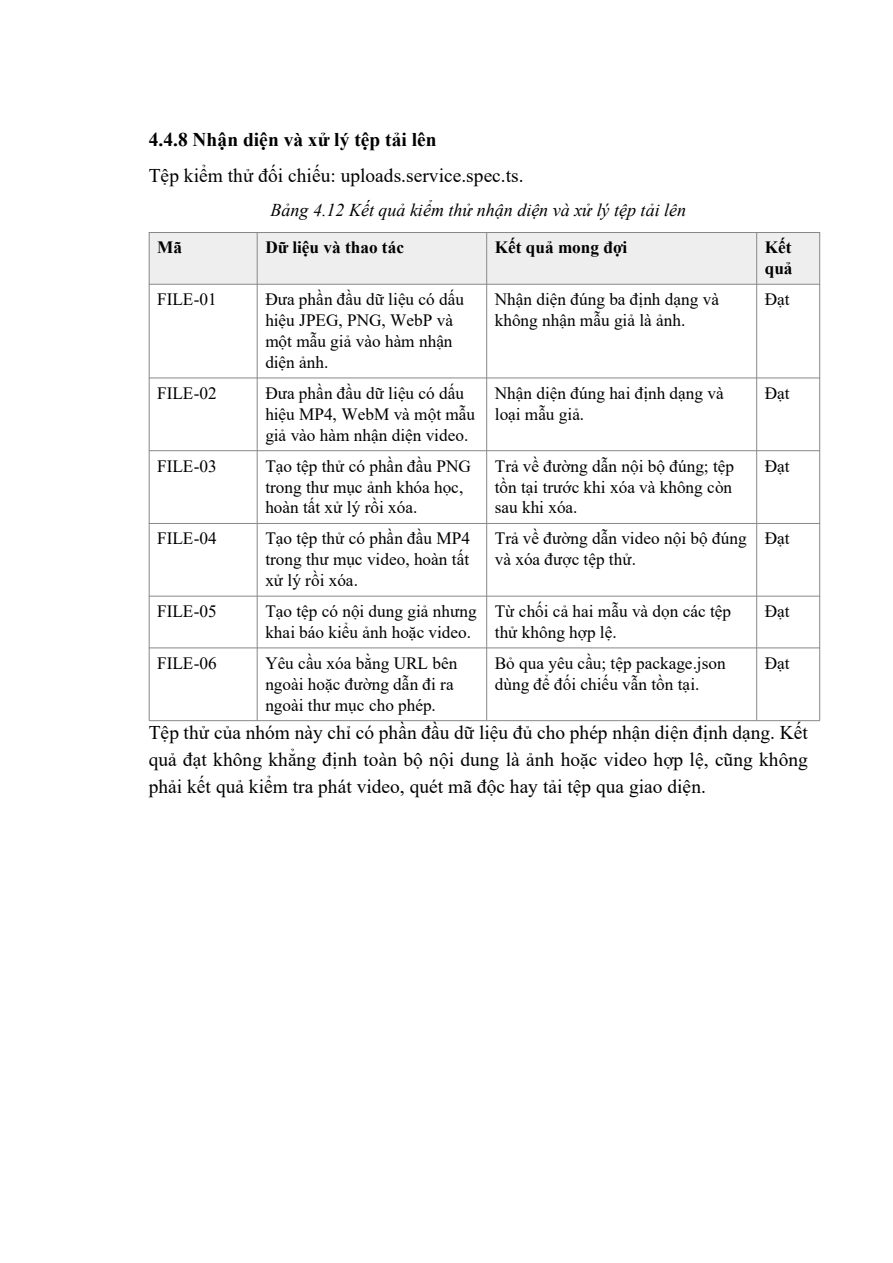 4.4.8 Nhận diện và xử lý tệp tải lên
Tệp kiểm thử đối chiếu: uploads.service.spec.ts.
Bảng 4.12 Kết quả kiểm thử nhận diện và xử lý tệp tải lên
Mã
Dữ liệu và thao tác
Kết quả mong đợi
Kết
quả
FILE-01
Đưa phần đầu dữ liệu có dấu
hiệu JPEG, PNG, WebP và
một mẫu giả vào hàm nhận
diện ảnh.
Nhận diện đúng ba định dạng và
không nhận mẫu giả là ảnh.
Đạt
FILE-02
Đưa phần đầu dữ liệu có dấu
hiệu MP4, WebM và một mẫu
giả vào hàm nhận diện video.
Nhận diện đúng hai định dạng và
loại mẫu giả.
Đạt
FILE-03
Tạo tệp thử có phần đầu PNG
trong thư mục ảnh khóa học,
hoàn tất xử lý rồi xóa.
Trả về đường dẫn nội bộ đúng; tệp
tồn tại trước khi xóa và không còn
sau khi xóa.
Đạt
FILE-04
Tạo tệp thử có phần đầu MP4
trong thư mục video, hoàn tất
xử lý rồi xóa.
Trả về đường dẫn video nội bộ đúng
và xóa được tệp thử.
Đạt
FILE-05
Tạo tệp có nội dung giả nhưng
khai báo kiểu ảnh hoặc video.
Từ chối cả hai mẫu và dọn các tệp
thử không hợp lệ.
Đạt
FILE-06
Yêu cầu xóa bằng URL bên
ngoài hoặc đường dẫn đi ra
ngoài thư mục cho phép.
Bỏ qua yêu cầu; tệp package.json
dùng để đối chiếu vẫn tồn tại.
Đạt
Tệp thử của nhóm này chỉ có phần đầu dữ liệu đủ cho phép nhận diện định dạng. Kết
quả đạt không khẳng định toàn bộ nội dung là ảnh hoặc video hợp lệ, cũng không
phải kết quả kiểm tra phát video, quét mã độc hay tải tệp qua giao diện.